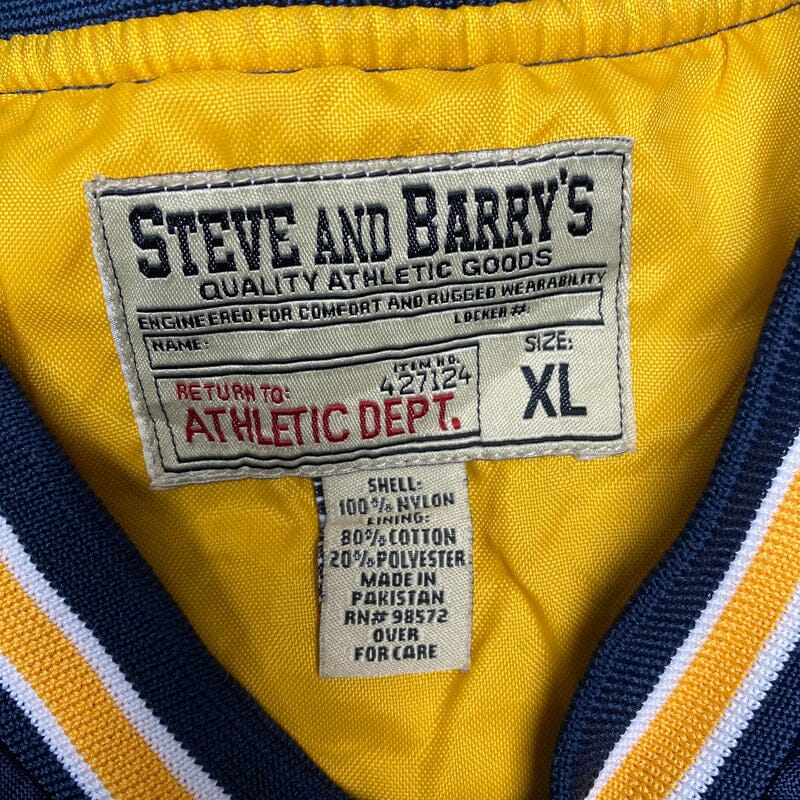 STEVE AND BARRY'S
QUALITY ATHLETIC GOODS
ENGINEERED FOR COMFORT AND RUGGED WEARABILITY
NAME: LOCKER #:
ITEM NO.
427124
RETURN TO:
ATHLETIC DEPT.
SIZE:
XL
SHELL:
100% NYLON
LINING:
80% COTTON
20% POLYESTER
MADE IN
PAKISTAN
RN# 98572
OVER
FOR CARE